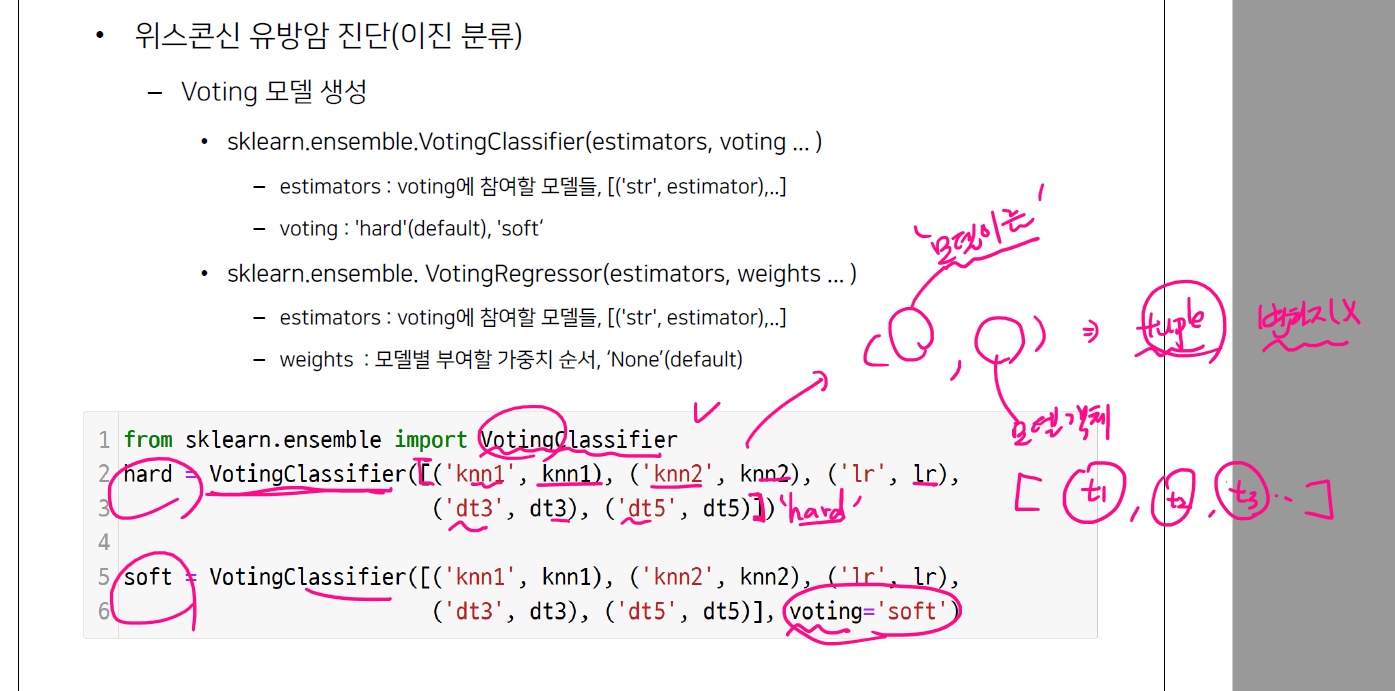 • 위스콘신 유방암 진단(이진 분류)
– Voting 모델 생성
• sklearn.ensemble.VotingClassifier(estimators, voting ... )
– estimators : voting에 참여할 모델들, [('str', estimator),..]
– voting : 'hard'(default), 'soft‘
• sklearn.ensemble. VotingRegressor(estimators, weights ... )
– estimators : voting에 참여할 모델들, [('str', estimator),..]
– weights : 모델별 부여할 가중치 순서, ‘None’(default)
'모델이름'
( , ) ⇒ tuple 변하지X
모델객체
[ t1, t2, t3.. ]
1 from sklearn.ensemble import VotingClassifier
2 hard = VotingClassifier([('knn1', knn1), ('knn2', knn2), ('lr', lr),
3 ('dt3', dt3), ('dt5', dt5)]) 'hard'
4
5 soft = VotingClassifier([('knn1', knn1), ('knn2', knn2), ('lr', lr),
6 ('dt3', dt3), ('dt5', dt5)], voting='soft')